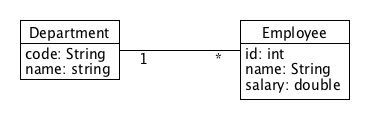 Department
code: String
name: string
1
*
Employee
id: int
name: String
salary: double